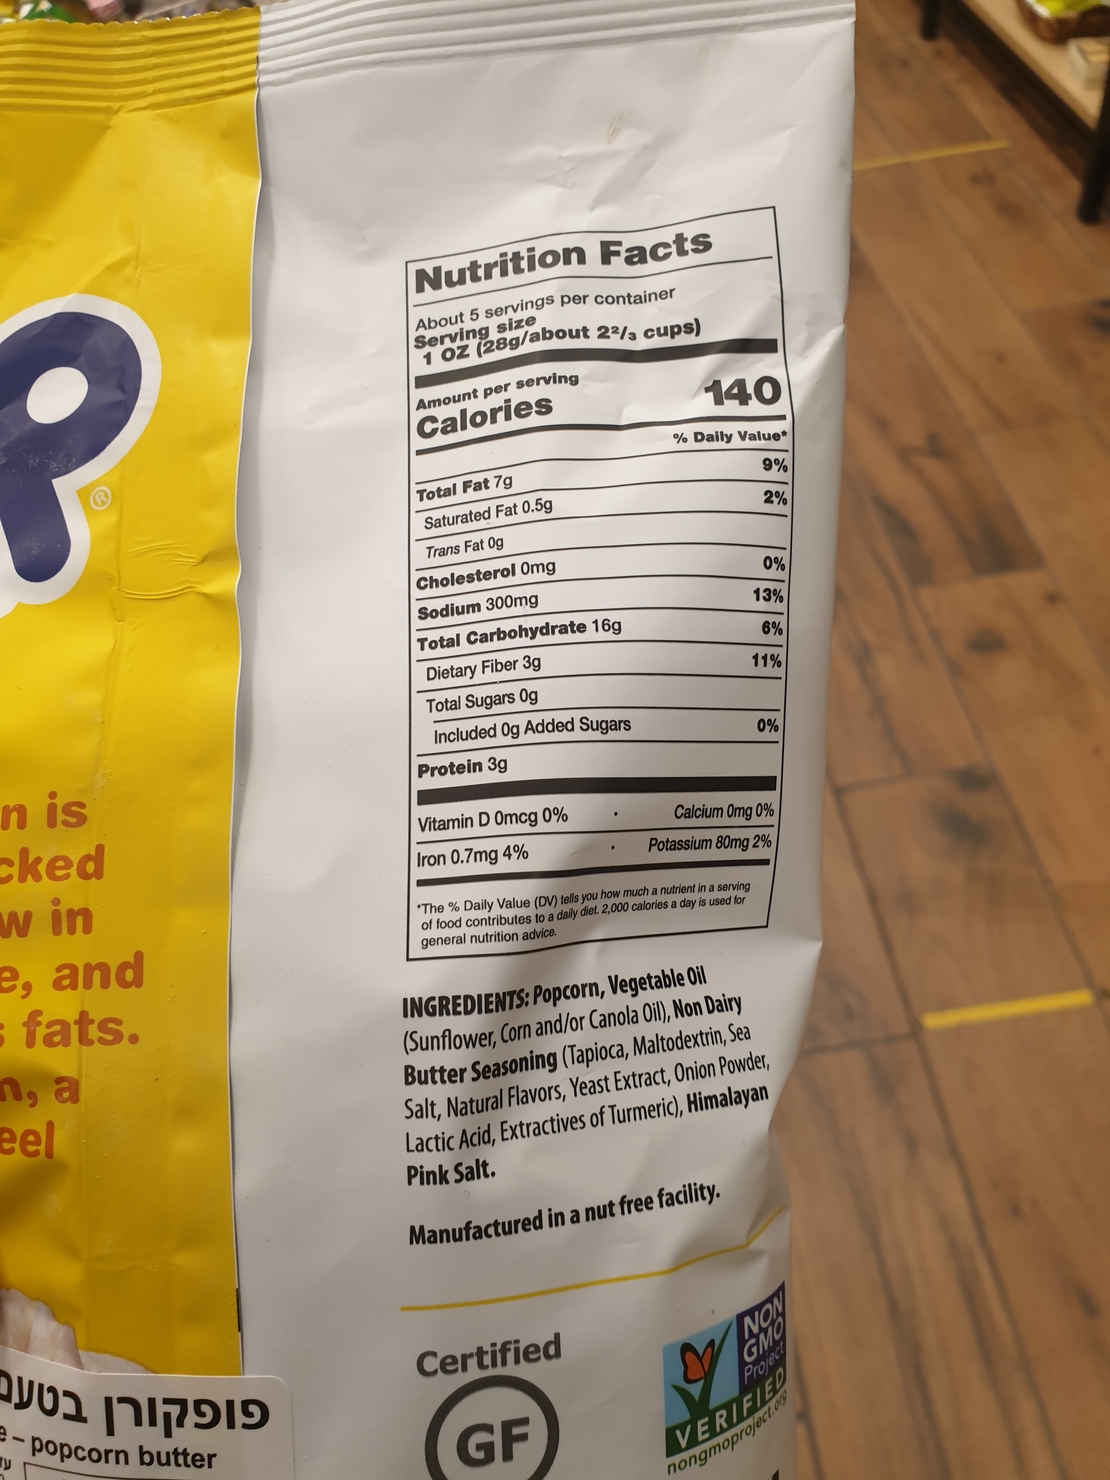 Nutrition Facts
About 5 servings per container
Serving size
1 OZ (28g/about 2²/₃ cups)
Amount per serving
Calories 140
% Daily Value*
Total Fat 7g 9%
Saturated Fat 0.5g 2%
Trans Fat 0g
Cholesterol 0mg 0%
Sodium 300mg 13%
Total Carbohydrate 16g 6%
Dietary Fiber 3g 11%
Total Sugars 0g
Included 0g Added Sugars 0%
Protein 3g
Vitamin D 0mcg 0% · Calcium 0mg 0%
Iron 0.7mg 4% · Potassium 80mg 2%
*The % Daily Value (DV) tells you how much a nutrient in a serving
of food contributes to a daily diet. 2,000 calories a day is used for
general nutrition advice.
INGREDIENTS: Popcorn, Vegetable Oil
(Sunflower, Corn and/or Canola Oil), Non Dairy
Butter Seasoning (Tapioca, Maltodextrin, Sea
Salt, Natural Flavors, Yeast Extract, Onion Powder,
Lactic Acid, Extractives of Turmeric), Himalayan
Pink Salt.
Manufactured in a nut free facility.
Certified
GF
NON
GMO
Project
VERIFIED
nongmoproject.org
P®
n is
cked
w in
e, and
s fats.
n, a
eel
פופקורן בטעם
e – popcorn butter